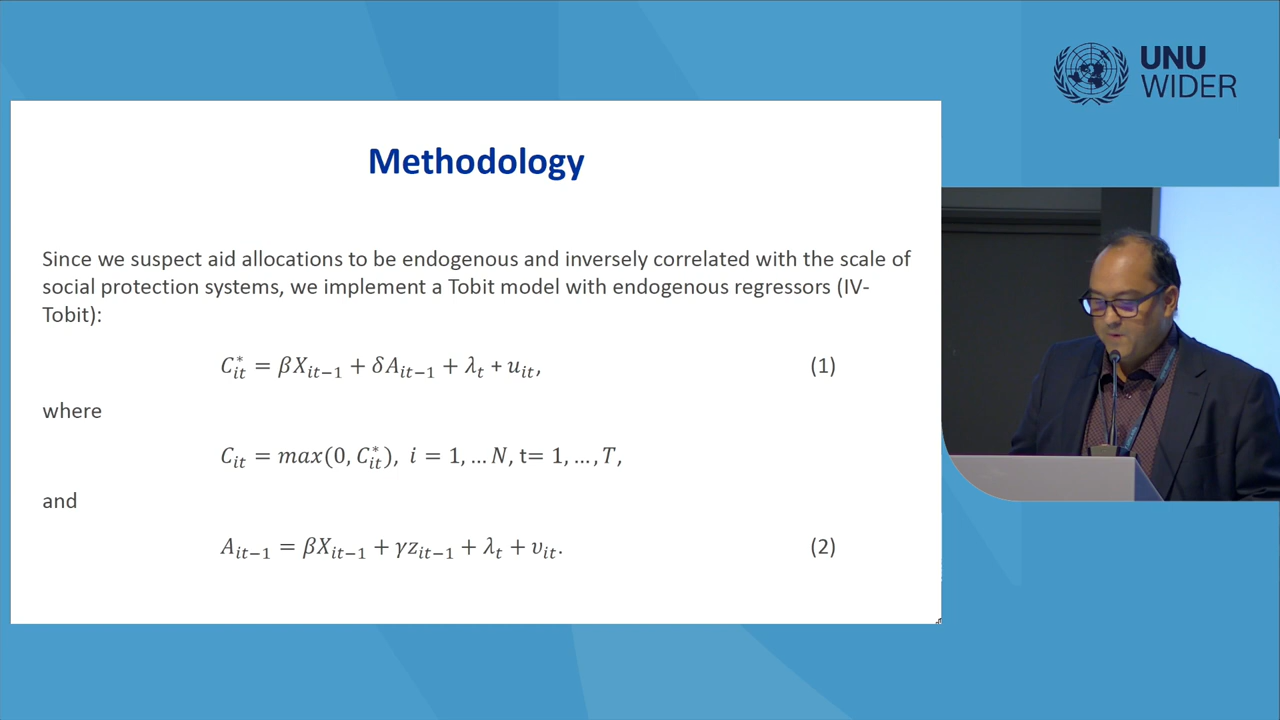 UNU
WIDER
Methodology
Since we suspect aid allocations to be endogenous and inversely correlated with the scale of
social protection systems, we implement a Tobit model with endogenous regressors (IV-
Tobit):
𝐶*ᵢₜ = 𝛽𝑋ᵢₜ₋₁ + 𝛿𝐴ᵢₜ₋₁ + 𝜆ₜ + 𝑢ᵢₜ, (1)
where
𝐶ᵢₜ = 𝑚𝑎𝑥(0, 𝐶*ᵢₜ), 𝑖 = 1, … 𝑁, t= 1, … , 𝑇,
and
𝐴ᵢₜ₋₁ = 𝛽𝑋ᵢₜ₋₁ + 𝛾𝑧ᵢₜ₋₁ + 𝜆ₜ + 𝜐ᵢₜ. (2)